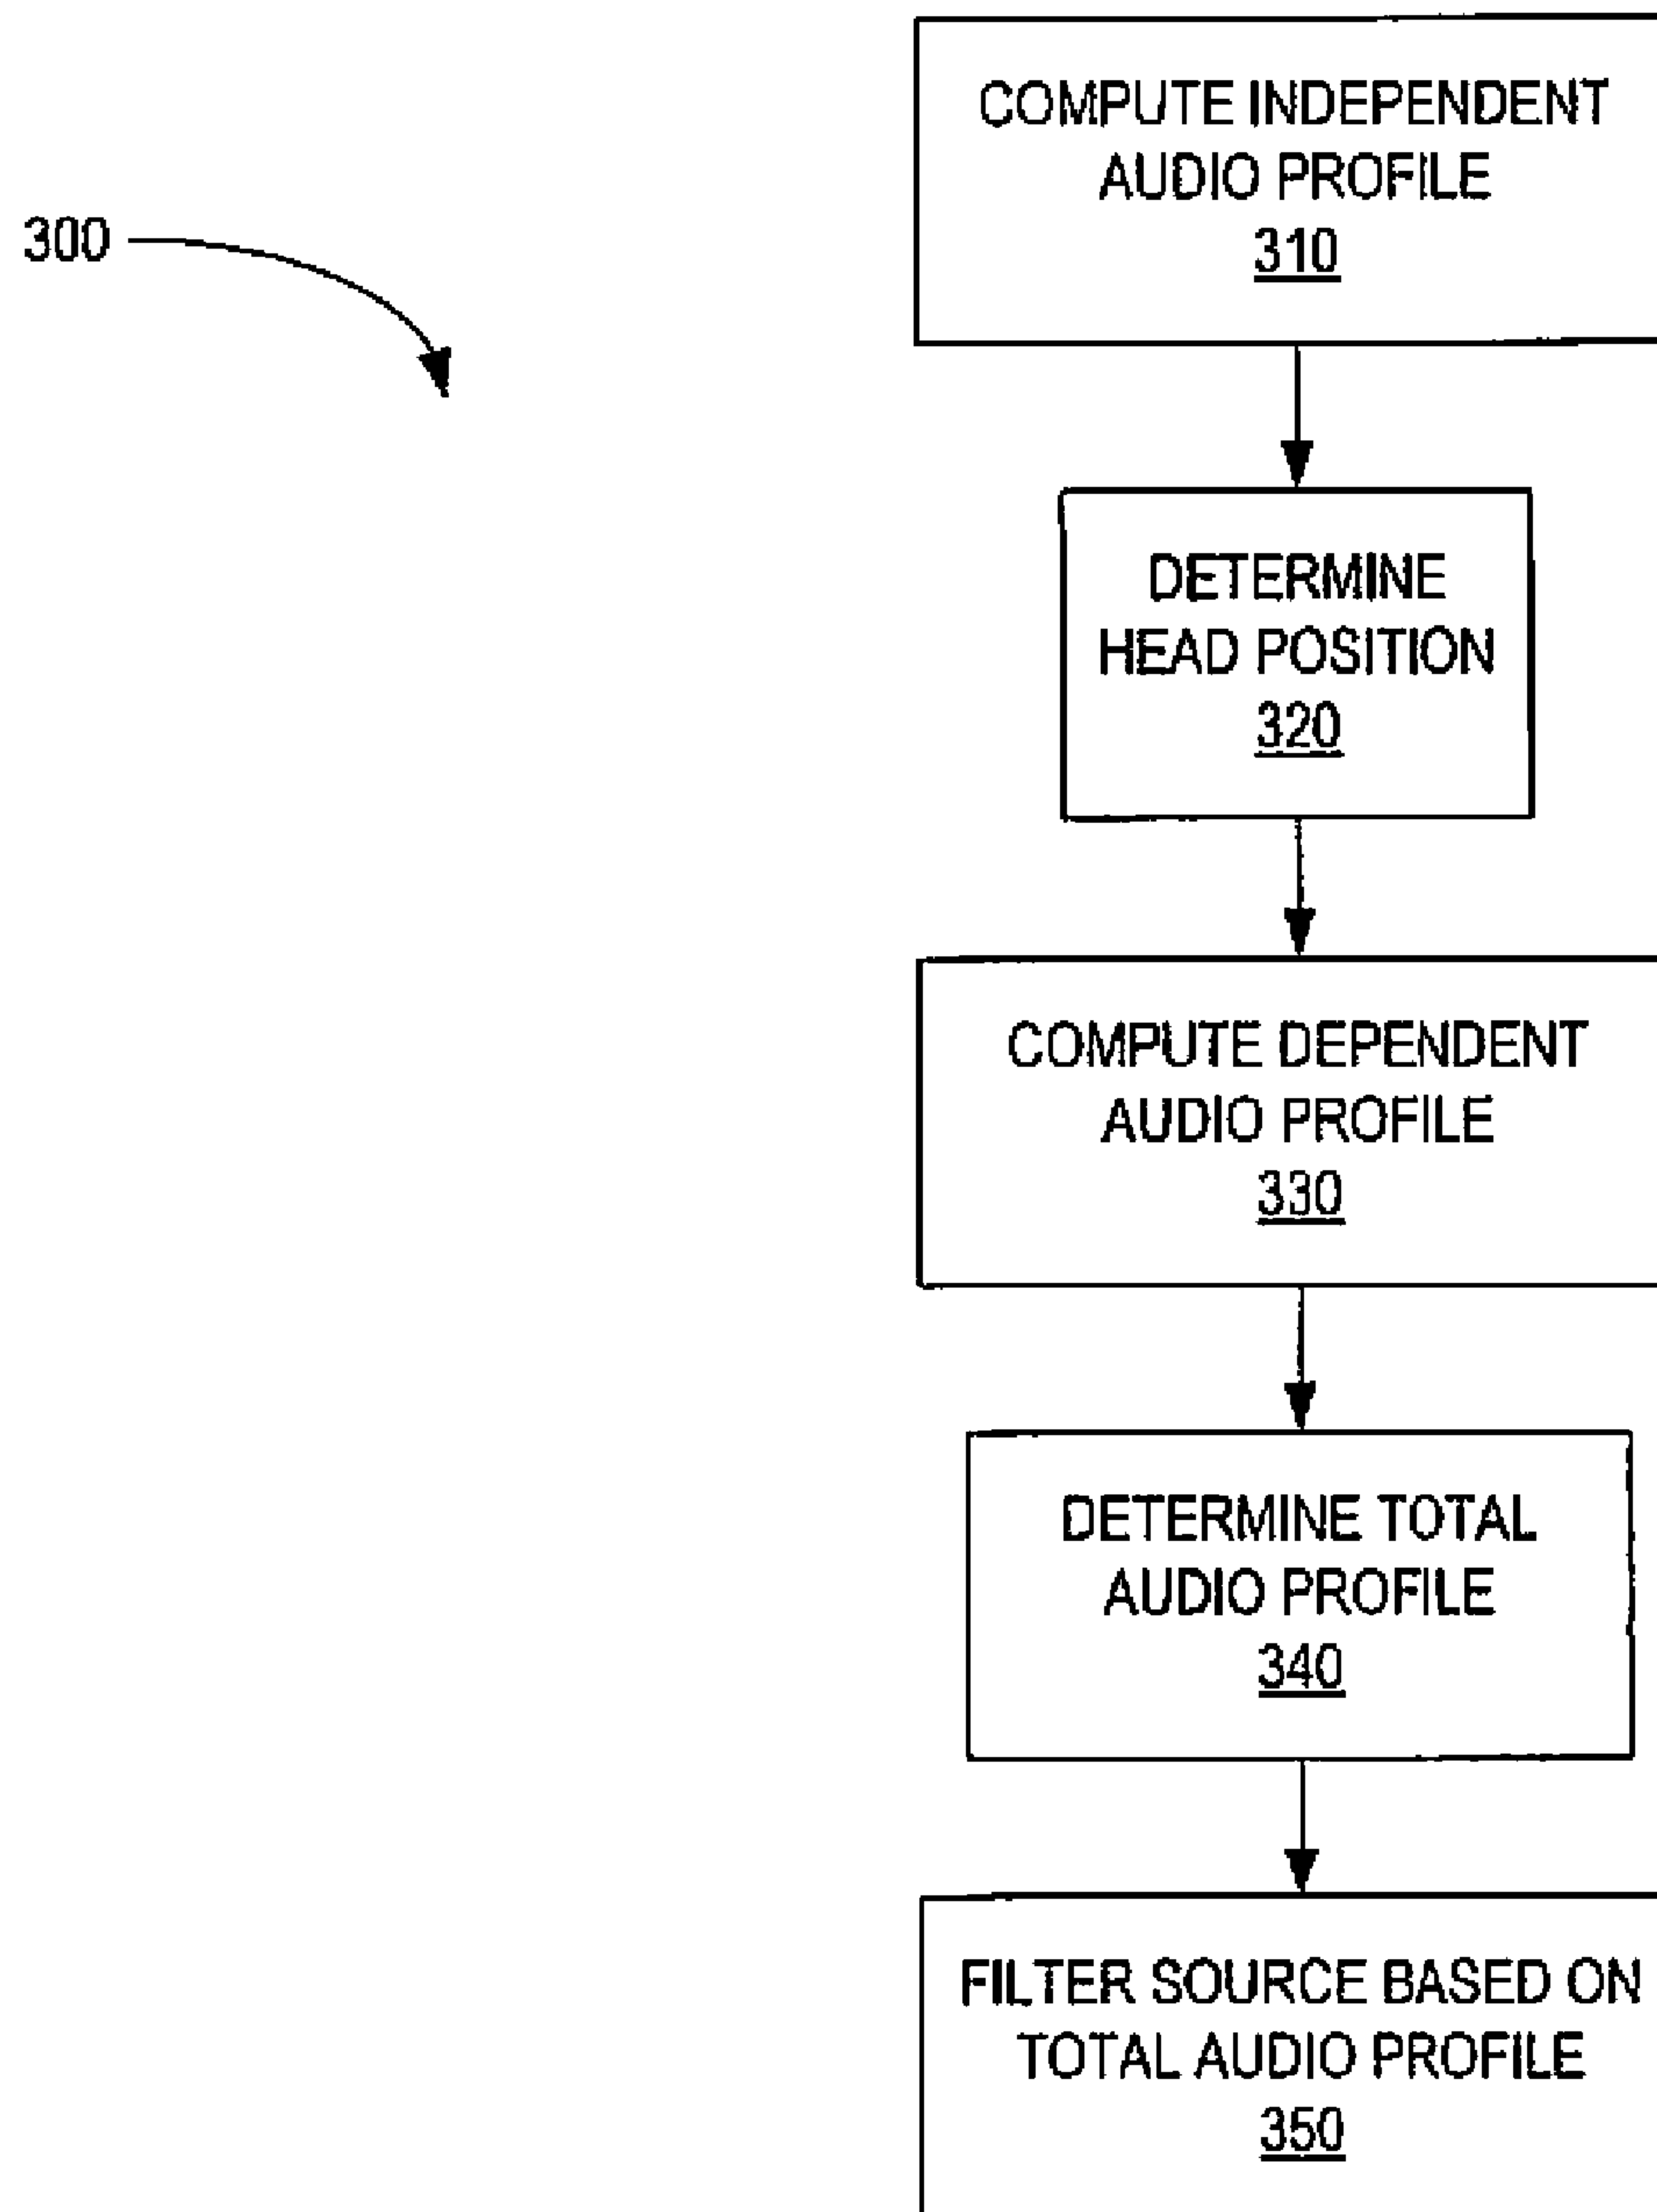 300
COMPUTE INDEPENDENT
AUDIO PROFILE
310
DETERMINE
HEAD POSITION
320
COMPUTE DEPENDENT
AUDIO PROFILE
330
DETERMINE TOTAL
AUDIO PROFILE
340
FILTER SOURCE BASED ON
TOTAL AUDIO PROFILE
350